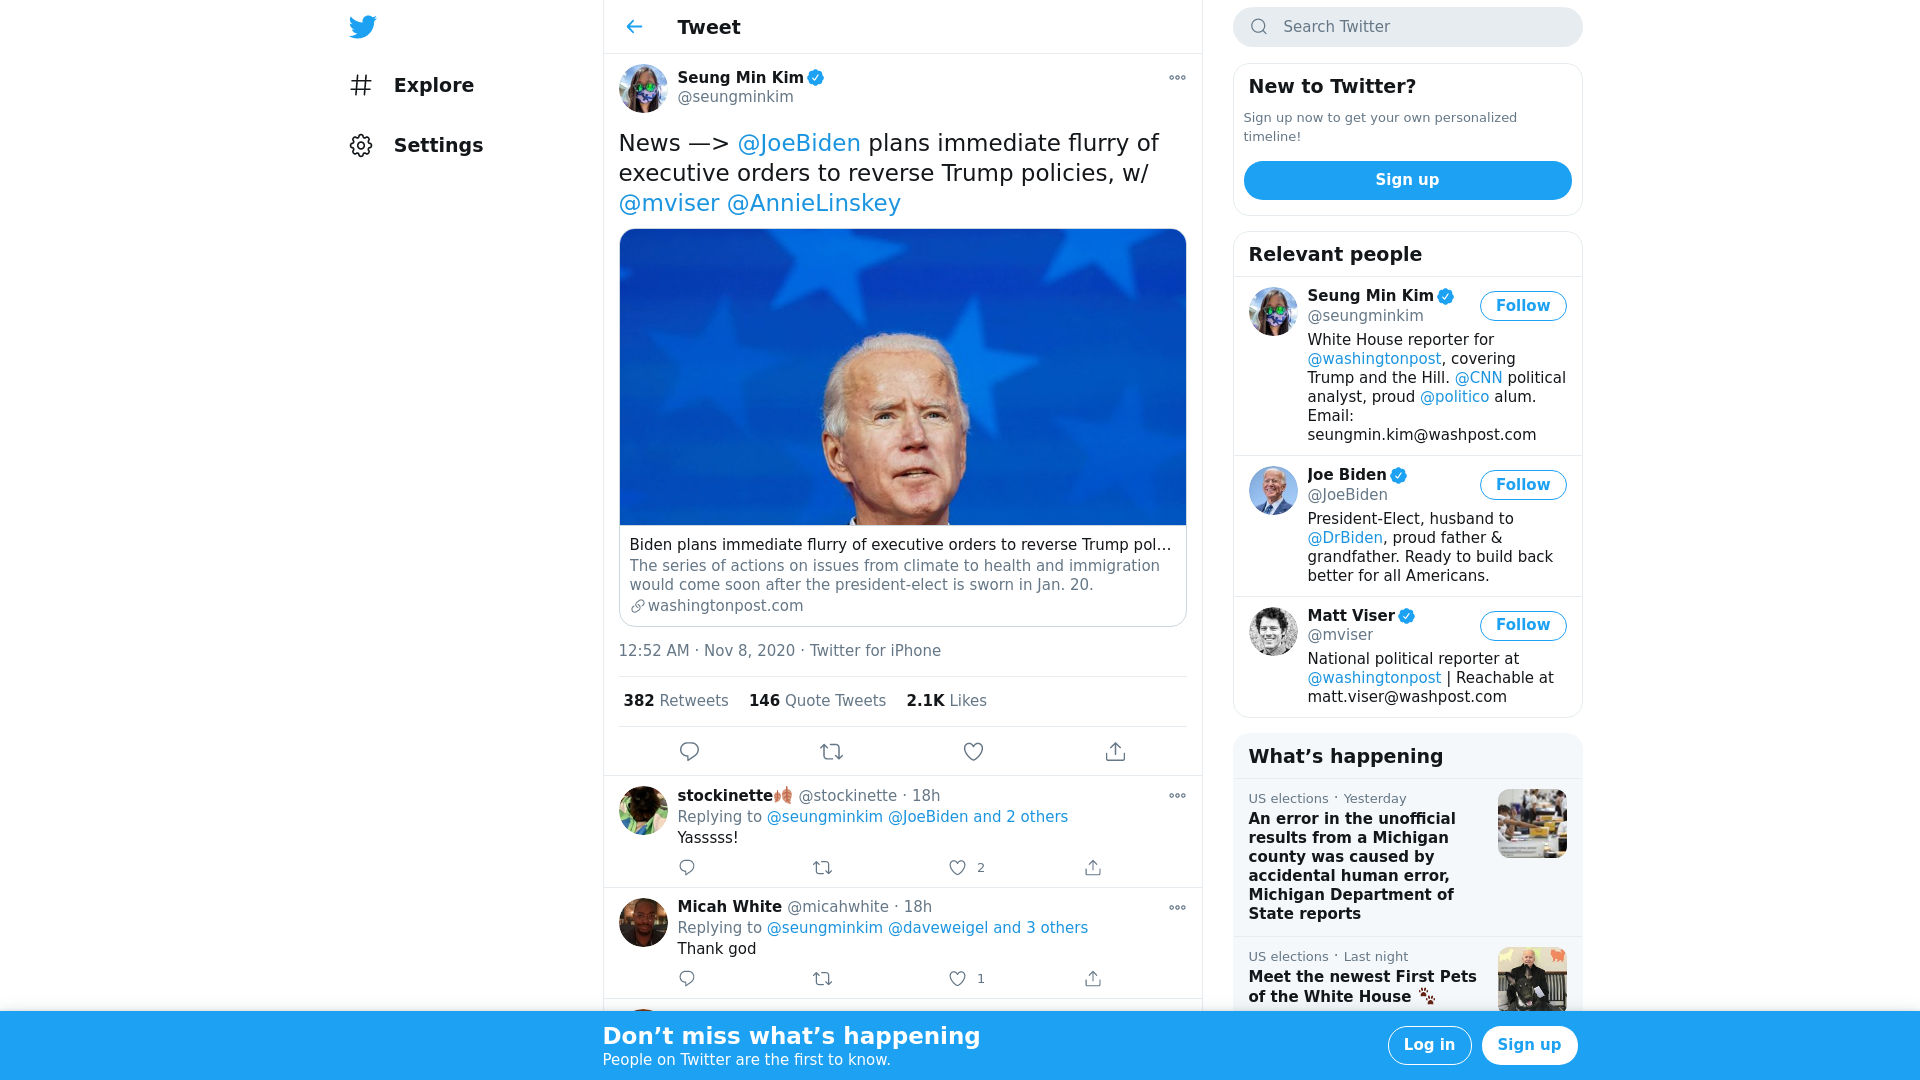 Explore
Settings
Tweet
Seung Min Kim
@seungminkim
News —> @JoeBiden plans immediate flurry of
executive orders to reverse Trump policies, w/
@mviser @AnnieLinskey
Biden plans immediate flurry of executive orders to reverse Trump pol…
The series of actions on issues from climate to health and immigration
would come soon after the president-elect is sworn in Jan. 20.
washingtonpost.com
12:52 AM · Nov 8, 2020 · Twitter for iPhone
382 Retweets 146 Quote Tweets 2.1K Likes
stockinette @stockinette · 18h
Replying to @seungminkim @JoeBiden and 2 others
Yasssss!
2
Micah White @micahwhite · 18h
Replying to @seungminkim @daveweigel and 3 others
Thank god
1
Search Twitter
New to Twitter?
Sign up now to get your own personalized
timeline!
Sign up
Relevant people
Seung Min Kim
@seungminkim
Follow
White House reporter for
@washingtonpost, covering
Trump and the Hill. @CNN political
analyst, proud @politico alum.
Email:
seungmin.kim@washpost.com
Joe Biden
@JoeBiden
Follow
President-Elect, husband to
@DrBiden, proud father &
grandfather. Ready to build back
better for all Americans.
Matt Viser
@mviser
Follow
National political reporter at
@washingtonpost | Reachable at
matt.viser@washpost.com
What’s happening
US elections · Yesterday
An error in the unofficial
results from a Michigan
county was caused by
accidental human error,
Michigan Department of
State reports
US elections · Last night
Meet the newest First Pets
of the White House 🐾
Don’t miss what’s happening
People on Twitter are the first to know.
Log in
Sign up